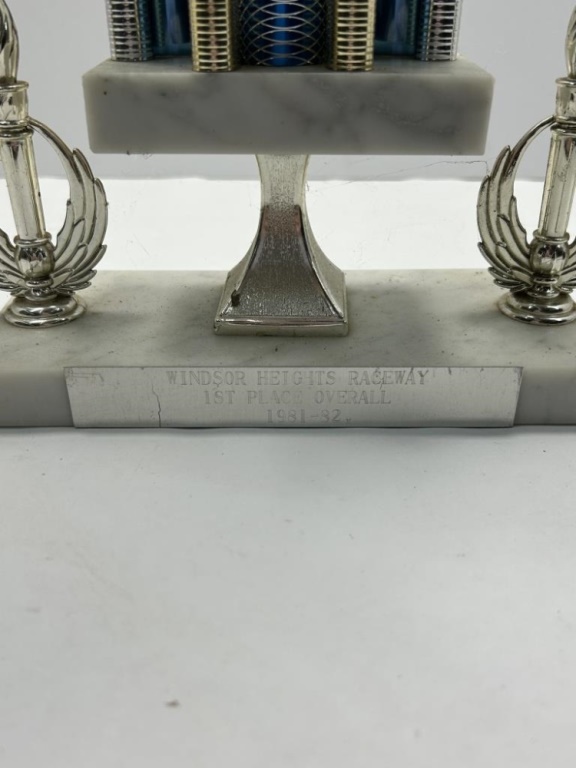 WINDSOR HEIGHTS RACEWAY
1ST PLACE OVERALL
1981-82